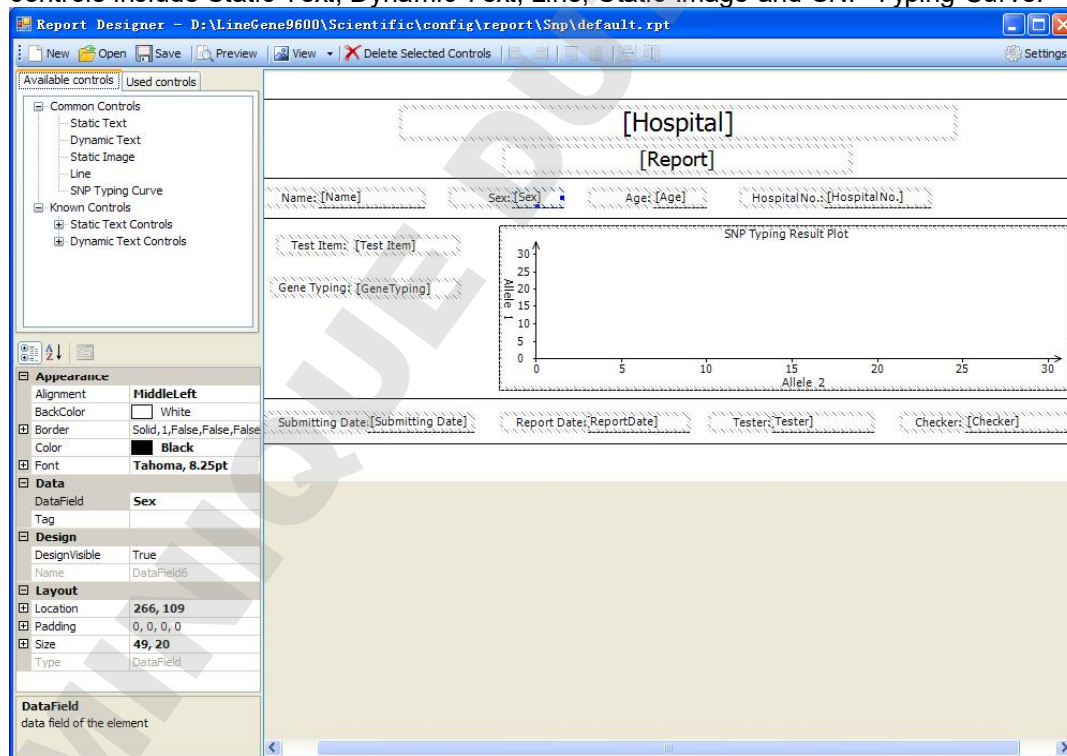 controls include Static Text, Dynamic Text, Line, Static Image and SNP Typing Curve.
Report Designer - D:\LineGene9600\Scientific\config\report\Snp\default.rpt
New Open Save Preview View Delete Selected Controls Settings
Available controls Used controls
Common Controls
Static Text
Dynamic Text
Static Image
Line
SNP Typing Curve
Known Controls
Static Text Controls
Dynamic Text Controls
[Hospital]
[Report]
Name: [Name] Sex: [Sex] Age: [Age] Hospital No.: [Hospital No.]
Test Item: [Test Item]
Gene Typing: [GeneTyping]
SNP Typing Result Plot
Allele 1
30
25
20
15
10
5
0
0 5 10 15 20 25 30
Allele 2
Submitting Date: [Submitting Date] Report Date: [ReportDate] Tester: [Tester] Checker: [Checker]
Appearance
Alignment MiddleLeft
BackColor White
Border Solid,1,False,False,False
Color Black
Font Tahoma, 8.25pt
Data
DataField Sex
Tag
Design
DesignVisible True
Name DataField6
Layout
Location 266, 109
Padding 0, 0, 0, 0
Size 49, 20
Type DataField
DataField
data field of the element
MINIQUE DU